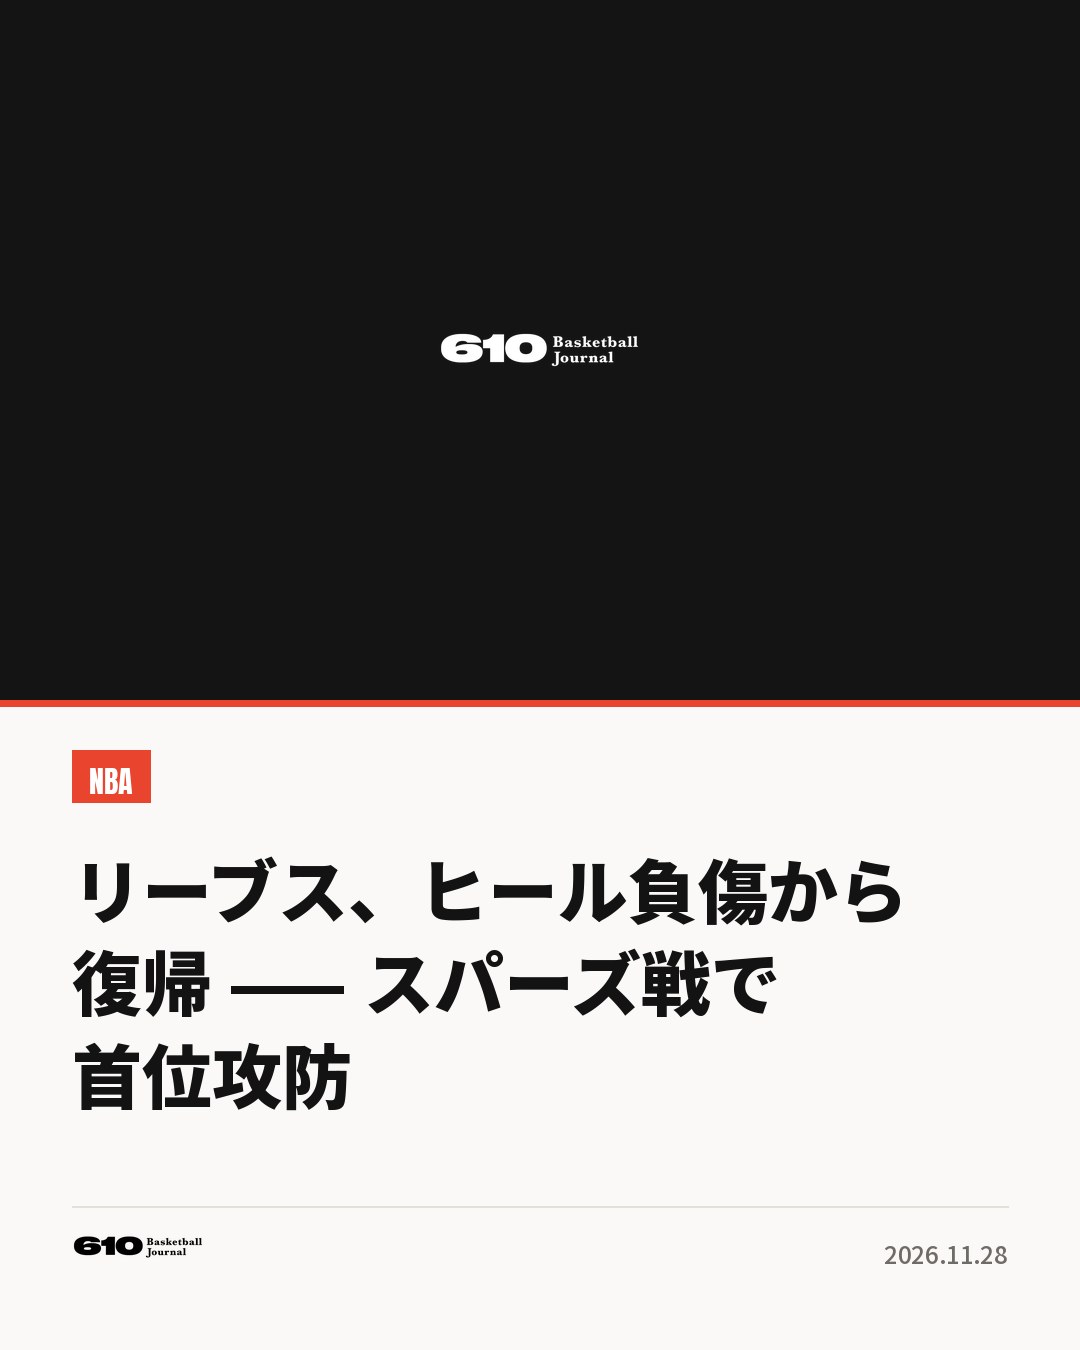 610 Basketball
Journal
NBA
リーブス、ヒール負傷から
復帰 ―― スパーズ戦で
首位攻防
610 Basketball
Journal
2026.11.28